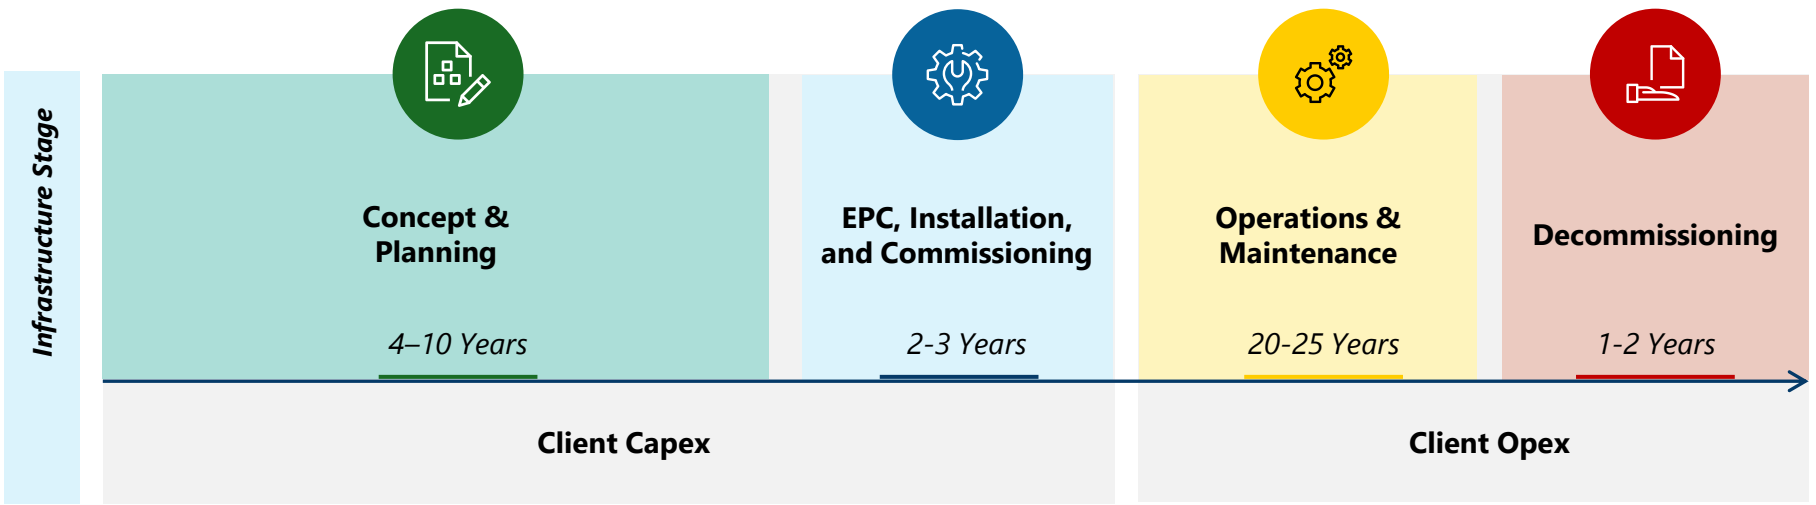 Infrastructure Stage
Concept &
Planning
4–10 Years
EPC, Installation,
and Commissioning
2-3 Years
Operations &
Maintenance
20-25 Years
Decommissioning
1-2 Years
Client Capex
Client Opex